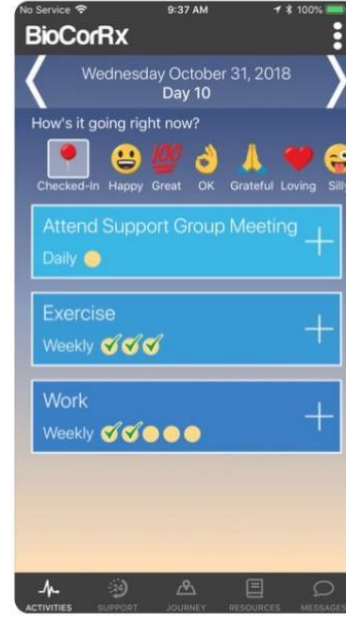 No Service 9:37 AM 100%
BioCorRx
Wednesday October 31, 2018
Day 10
How's it going right now?
Checked-In Happy Great OK Grateful Loving Silly
Attend Support Group Meeting
Daily
Exercise
Weekly
Work
Weekly
24
ACTIVITIES SUPPORT JOURNEY RESOURCES MESSAGES